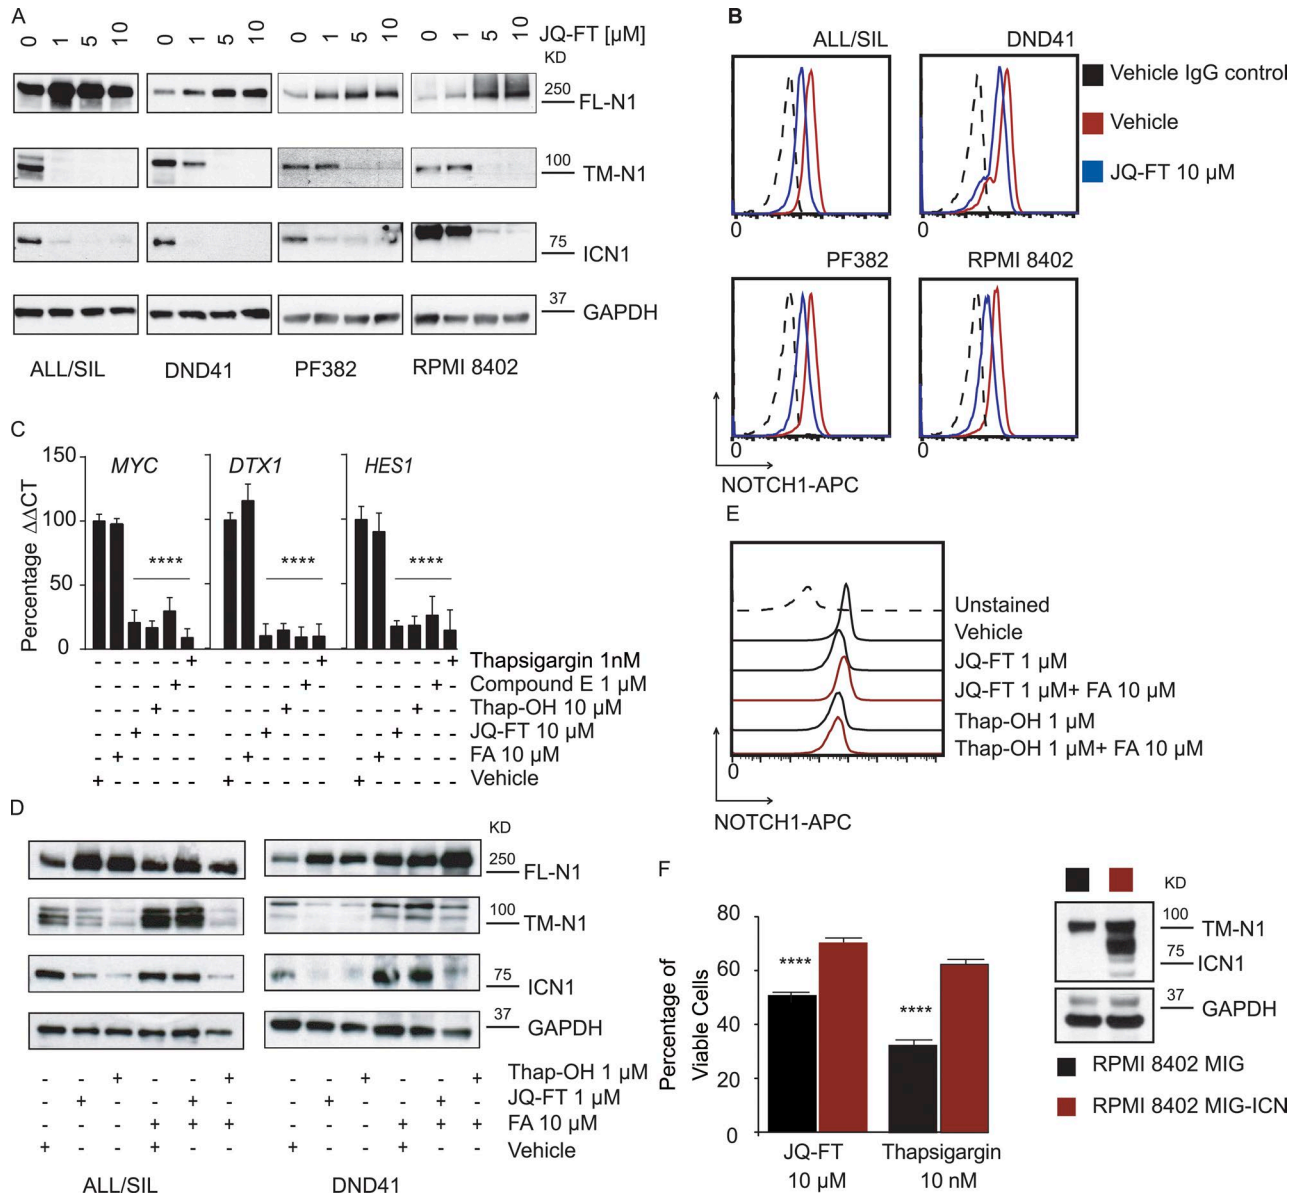 A
0 1 5 10 0 1 5 10 0 1 5 10 0 1 5 10 JQ-FT [µM]
KD
250 FL-N1
100 TM-N1
75 ICN1
37 GAPDH
ALL/SIL DND41 PF382 RPMI 8402
B
ALL/SIL DND41
0 0
Vehicle IgG control
Vehicle
JQ-FT 10 µM
PF382 RPMI 8402
0 0
NOTCH1-APC
C
Percentage ΔΔCT
150
100
50
0
MYC DTX1 HES1
**** **** ****
- - - - - + - - - - - + - - - - - + Thapsigargin 1nM
- - - - + - - - - - + - - - - - + - Compound E 1 µM
- - - + - - - - - + - - - - - + - - Thap-OH 10 µM
- - + - - - - - + - - - - - + - - - JQ-FT 10 µM
- + - - - - - + - - - - - + - - - - FA 10 µM
+ - - - - - + - - - - - + - - - - - Vehicle
E
Unstained
Vehicle
JQ-FT 1 µM
JQ-FT 1 µM+ FA 10 µM
Thap-OH 1 µM
Thap-OH 1 µM+ FA 10 µM
0
NOTCH1-APC
D
KD
250 FL-N1
100 TM-N1
75 ICN1
37 GAPDH
- - + - - + - - + - - + Thap-OH 1 µM
- + - - + - - + - - + - JQ-FT 1 µM
- - - + + + - - - + + + FA 10 µM
+ - - + - - + - - + - - Vehicle
ALL/SIL DND41
F
Percentage of
Viable Cells
80
60
40
20
0
**** ****
JQ-FT Thapsigargin
10 µM 10 nM
KD
100 TM-N1
75 ICN1
37 GAPDH
RPMI 8402 MIG
RPMI 8402 MIG-ICN